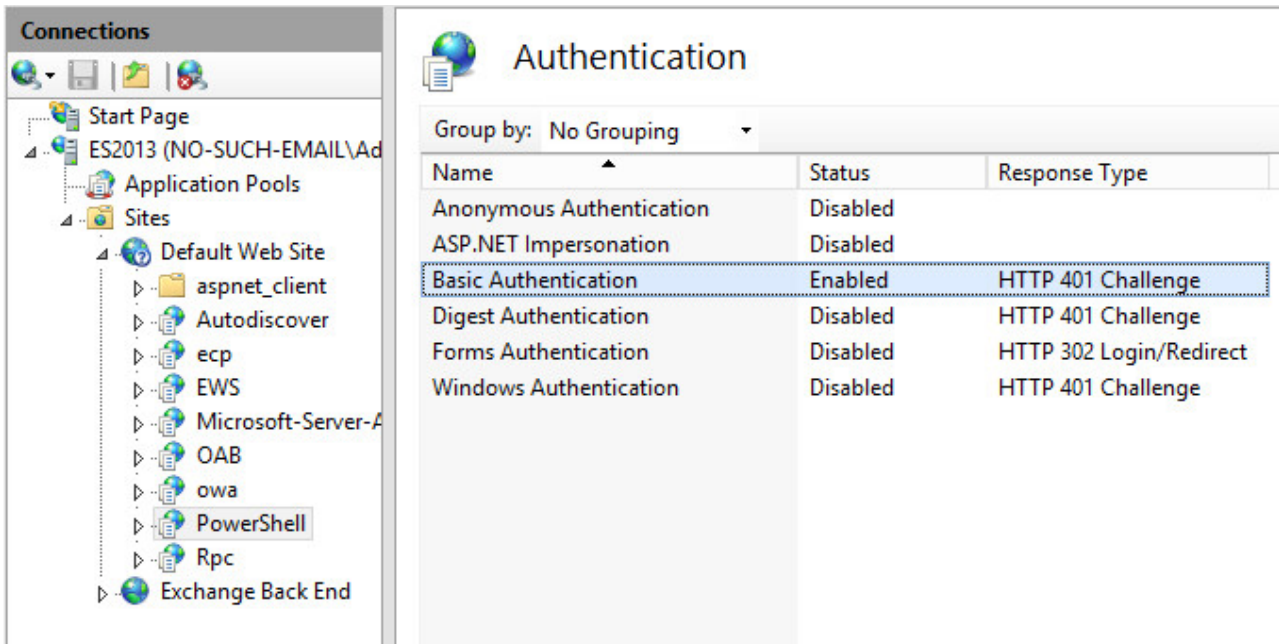 Connections
Start Page
ES2013 (NO-SUCH-EMAIL\Ad
Application Pools
Sites
Default Web Site
aspnet_client
Autodiscover
ecp
EWS
Microsoft-Server-A
OAB
owa
PowerShell
Rpc
Exchange Back End
Authentication
Group by: No Grouping
Name Status Response Type
Anonymous Authentication Disabled
ASP.NET Impersonation Disabled
Basic Authentication Enabled HTTP 401 Challenge
Digest Authentication Disabled HTTP 401 Challenge
Forms Authentication Disabled HTTP 302 Login/Redirect
Windows Authentication Disabled HTTP 401 Challenge